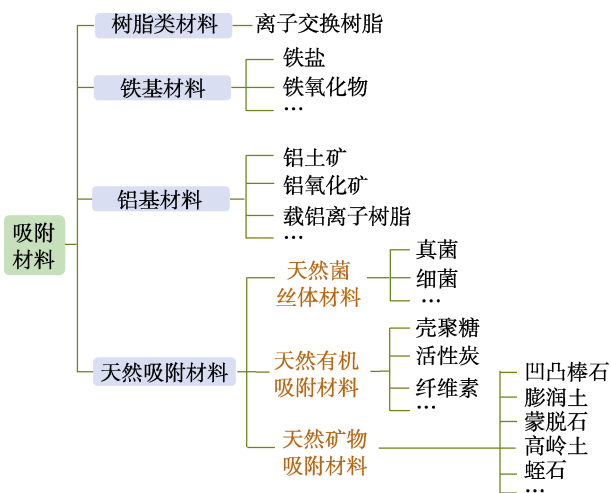 树脂类材料
离子交换树脂
铁基材料
铁盐
铁氧化物
…
铝基材料
铝土矿
铝氧化矿
载铝离子树脂
…
吸附
材料
天然吸附材料
天然菌
丝体材料
真菌
细菌
…
天然有机
吸附材料
壳聚糖
活性炭
纤维素
…
天然矿物
吸附材料
凹凸棒石
膨润土
蒙脱石
高岭土
蛭石
…